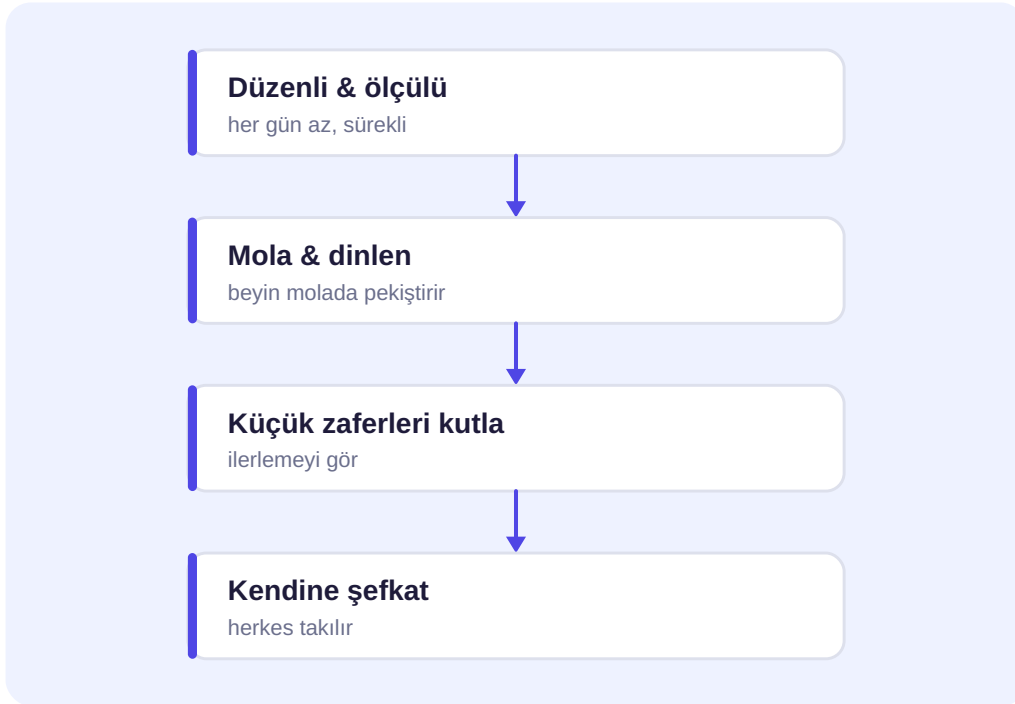 Düzenli & ölçülü
her gün az, sürekli
Mola & dinlen
beyin molada pekiştirir
Küçük zaferleri kutla
ilerlemeyi gör
Kendine şefkat
herkes takılır